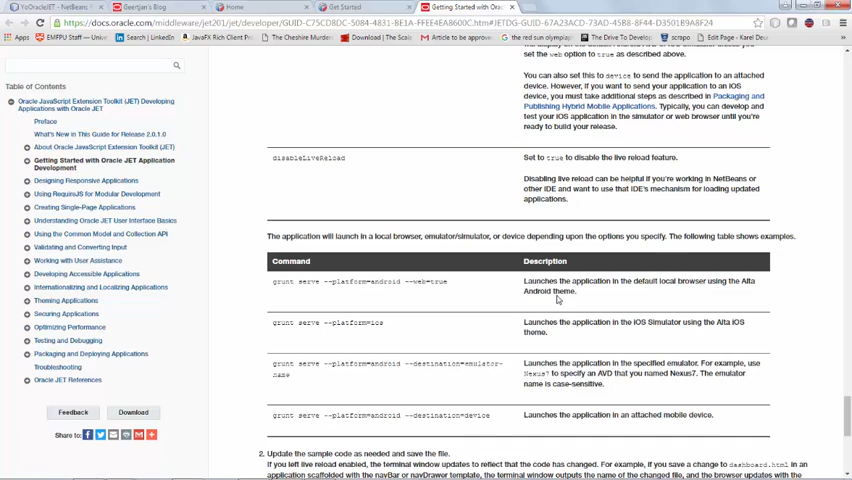 YoOracleJET - NetBeans
Geertjan's Blog
Home
Get Started
Getting Started with Orac
https://docs.oracle.com/middleware/jet201/jet/developer/GUID-C75CD8DC-5084-4831-BE1A-FFEE4A8600C.htm#JETDG-GUID-67A23ACD-73AD-45B8-8F44-D3501B9A8F24
Apps
EMFPU Staff — Univer
Search | LinkedIn
JavaFX Rich Client Pro
The Cheshire Murders
Download | The Scala
Article to be approved
the red sun olympiad
The Drive To Develop
scrapo
Edit Page - Karel Deu
display on the default Android AVD or iOS simulator unless you
set the web option to true as described above.
You can also set this to device to send the application to an attached
device. However, if you want to send your application to an iOS
device, you must take additional steps as described in Packaging and
Publishing Hybrid Mobile Applications. Typically, you can develop and
test your iOS application in the simulator or web browser until you're
ready to build your release.
disableLiveReload
Set to true to disable the live reload feature.
Disabling live reload can be helpful if you're working in NetBeans or
other IDE and want to use that IDE's mechanism for loading updated
applications.
Table of Contents
Oracle JavaScript Extension Toolkit (JET) Developing
Applications with Oracle JET
Preface
What's New in This Guide for Release 2.0.1.0
About Oracle JavaScript Extension Toolkit (JET)
Getting Started with Oracle JET Application
Development
Designing Responsive Applications
Using RequireJS for Modular Development
Creating Single-Page Applications
Understanding Oracle JET User Interface Basics
Using the Common Model and Collection API
Validating and Converting Input
Working with User Assistance
Developing Accessible Applications
Internationalizing and Localizing Applications
Theming Applications
Securing Applications
Optimizing Performance
Testing and Debugging
Packaging and Deploying Applications
Troubleshooting
Oracle JET References
Feedback
Download
Share to:
The application will launch in a local browser, emulator/simulator, or device depending upon the options you specify. The following table shows examples.
Command
Description
grunt serve --platform=android --web=true
Launches the application in the default local browser using the Alta
Android theme.
grunt serve --platform=ios
Launches the application in the iOS Simulator using the Alta iOS
theme.
grunt serve --platform=android --destination=emulator-
name
Launches the application in the specified emulator. For example, use
Nexus7 to specify an AVD that you named Nexus7. The emulator
name is case-sensitive.
grunt serve --platform=android --destination=device
Launches the application in an attached mobile device.
2. Update the sample code as needed and save the file.
If you left live reload enabled, the terminal window updates to reflect that the code has changed. For example, if you save a change to dashboard.html in an
application scaffolded with the navBar or navDrawer template, the terminal window outputs the name of the changed file, and the browser updates with the